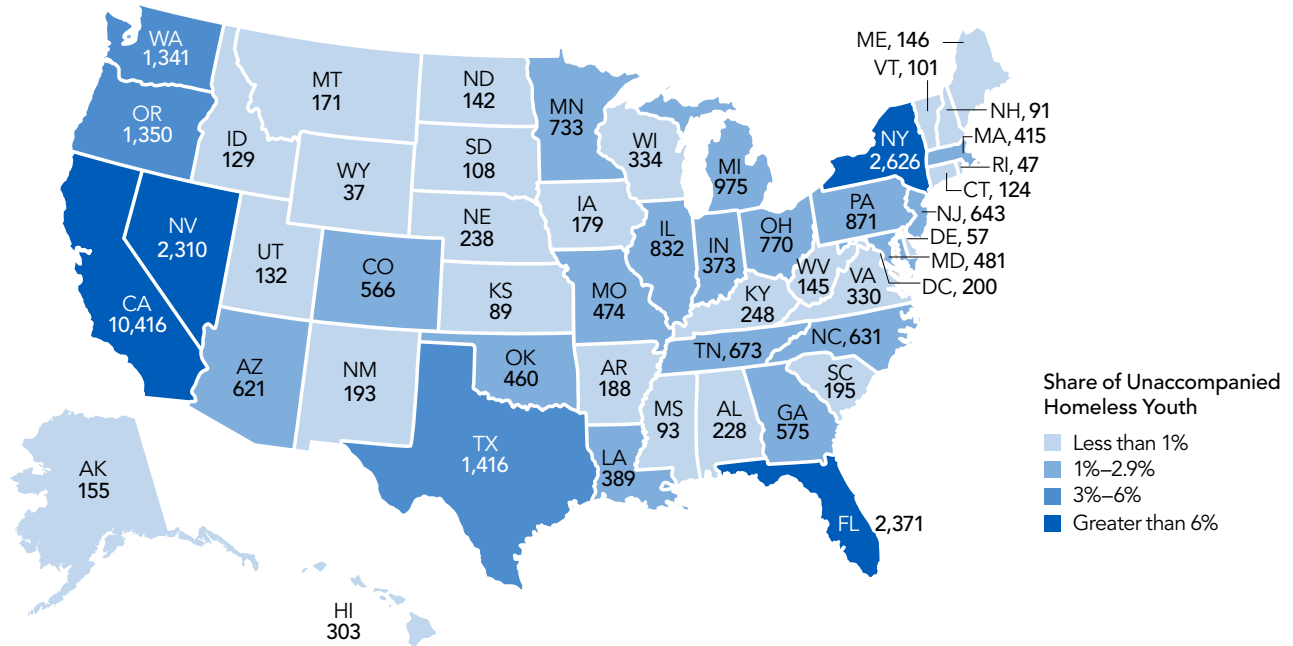 WA
1,341
OR
1,350
CA
10,416
NV
2,310
ID
129
MT
171
WY
37
UT
132
AZ
621
CO
566
NM
193
ND
142
SD
108
NE
238
KS
89
OK
460
TX
1,416
MN
733
IA
179
MO
474
AR
188
LA
389
WI
334
IL
832
MI
975
IN
373
OH
770
KY
248
TN, 673
MS
93
AL
228
GA
575
FL 2,371
SC
195
NC, 631
VA
330
WV
145
PA
871
NY
2,626
ME, 146
VT, 101
NH, 91
MA, 415
RI, 47
CT, 124
NJ, 643
DE, 57
MD, 481
DC, 200
AK
155
HI
303
Share of Unaccompanied
Homeless Youth
Less than 1%
1%–2.9%
3%–6%
Greater than 6%